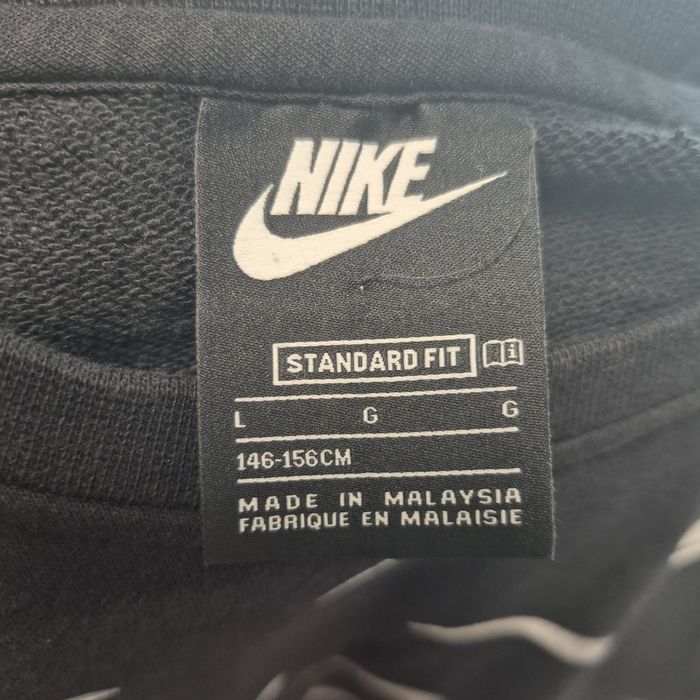 NIKE
STANDARD FIT i
L G G
146-156CM
MADE IN MALAYSIA
FABRIQUE EN MALAISIE